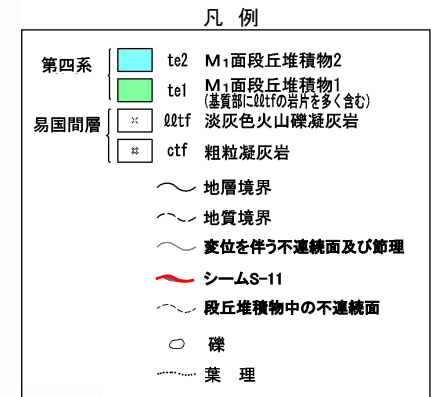 凡 例
第四系
te2 M₁面段丘堆積物2
te1 M₁面段丘堆積物1
(基質部にℓℓtfの岩片を多く含む)
易国間層
ℓℓtf 淡灰色火山礫凝灰岩
ctf 粗粒凝灰岩
地層境界
地質境界
変位を伴う不連続面及び節理
シームS-11
段丘堆積物中の不連続面
礫
葉 理